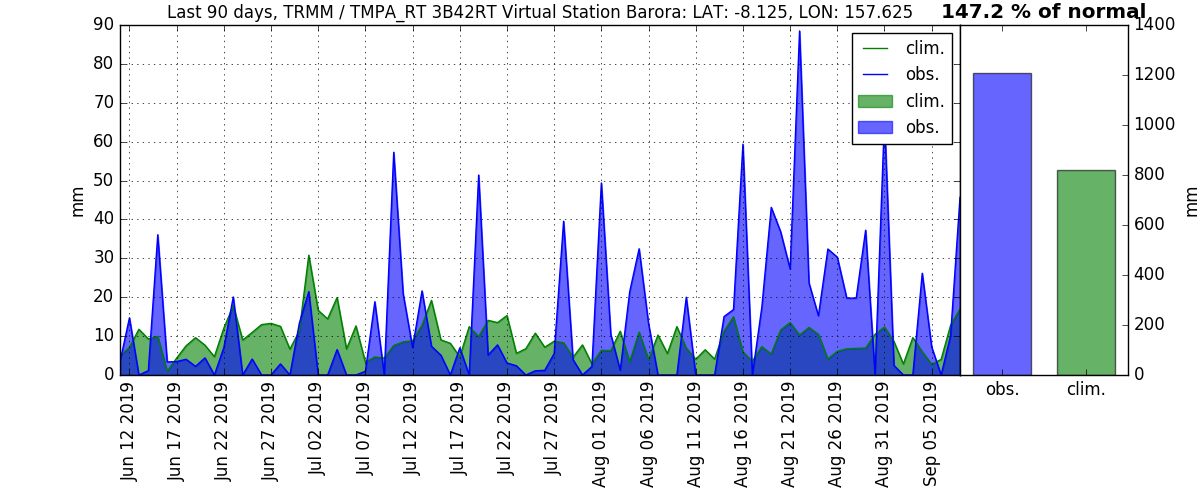 Last 90 days, TRMM / TMPA_RT 3B42RT Virtual Station Barora: LAT: -8.125, LON: 157.625
147.2 % of normal
90
80
70
60
50
40
30
20
10
0
mm
clim.
obs.
clim.
obs.
1400
1200
1000
800
600
400
200
0
mm
Jun 12 2019
Jun 17 2019
Jun 22 2019
Jun 27 2019
Jul 02 2019
Jul 07 2019
Jul 12 2019
Jul 17 2019
Jul 22 2019
Jul 27 2019
Aug 01 2019
Aug 06 2019
Aug 11 2019
Aug 16 2019
Aug 21 2019
Aug 26 2019
Aug 31 2019
Sep 05 2019
obs.
clim.